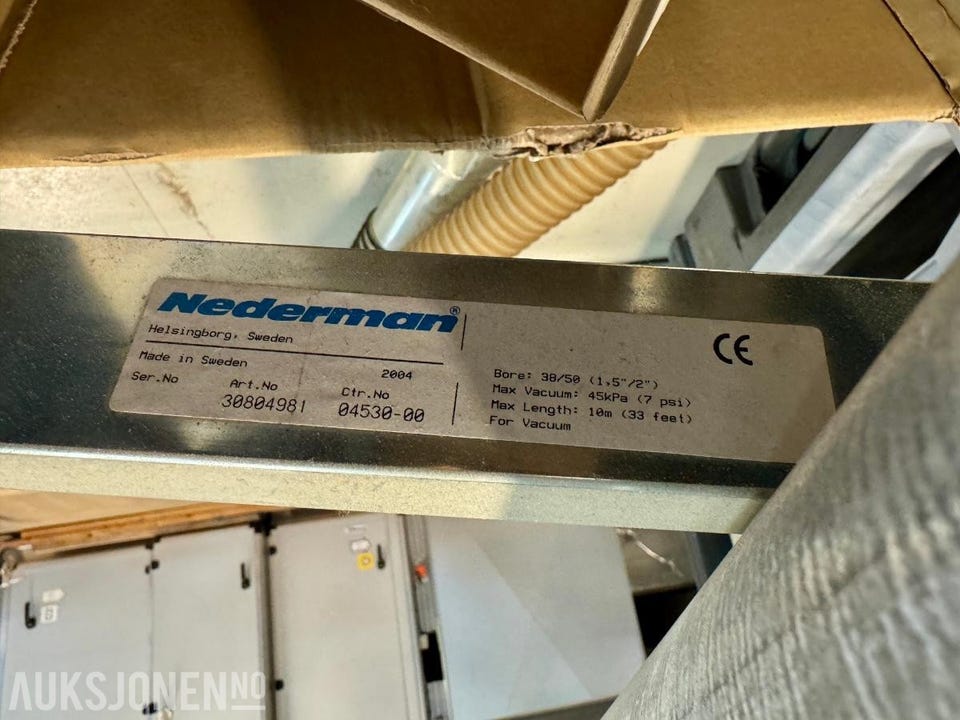 Nederman®
Helsingborg, Sweden
Made in Sweden 2004
Ser.No Art.No Ctr.No
30804981 04530-00
CE
Bore: 38/50 (1,5"/2")
Max Vacuum: 45kPa (7 psi)
Max Length: 10m (33 feet)
For Vacuum
AUKSJONEN.NO